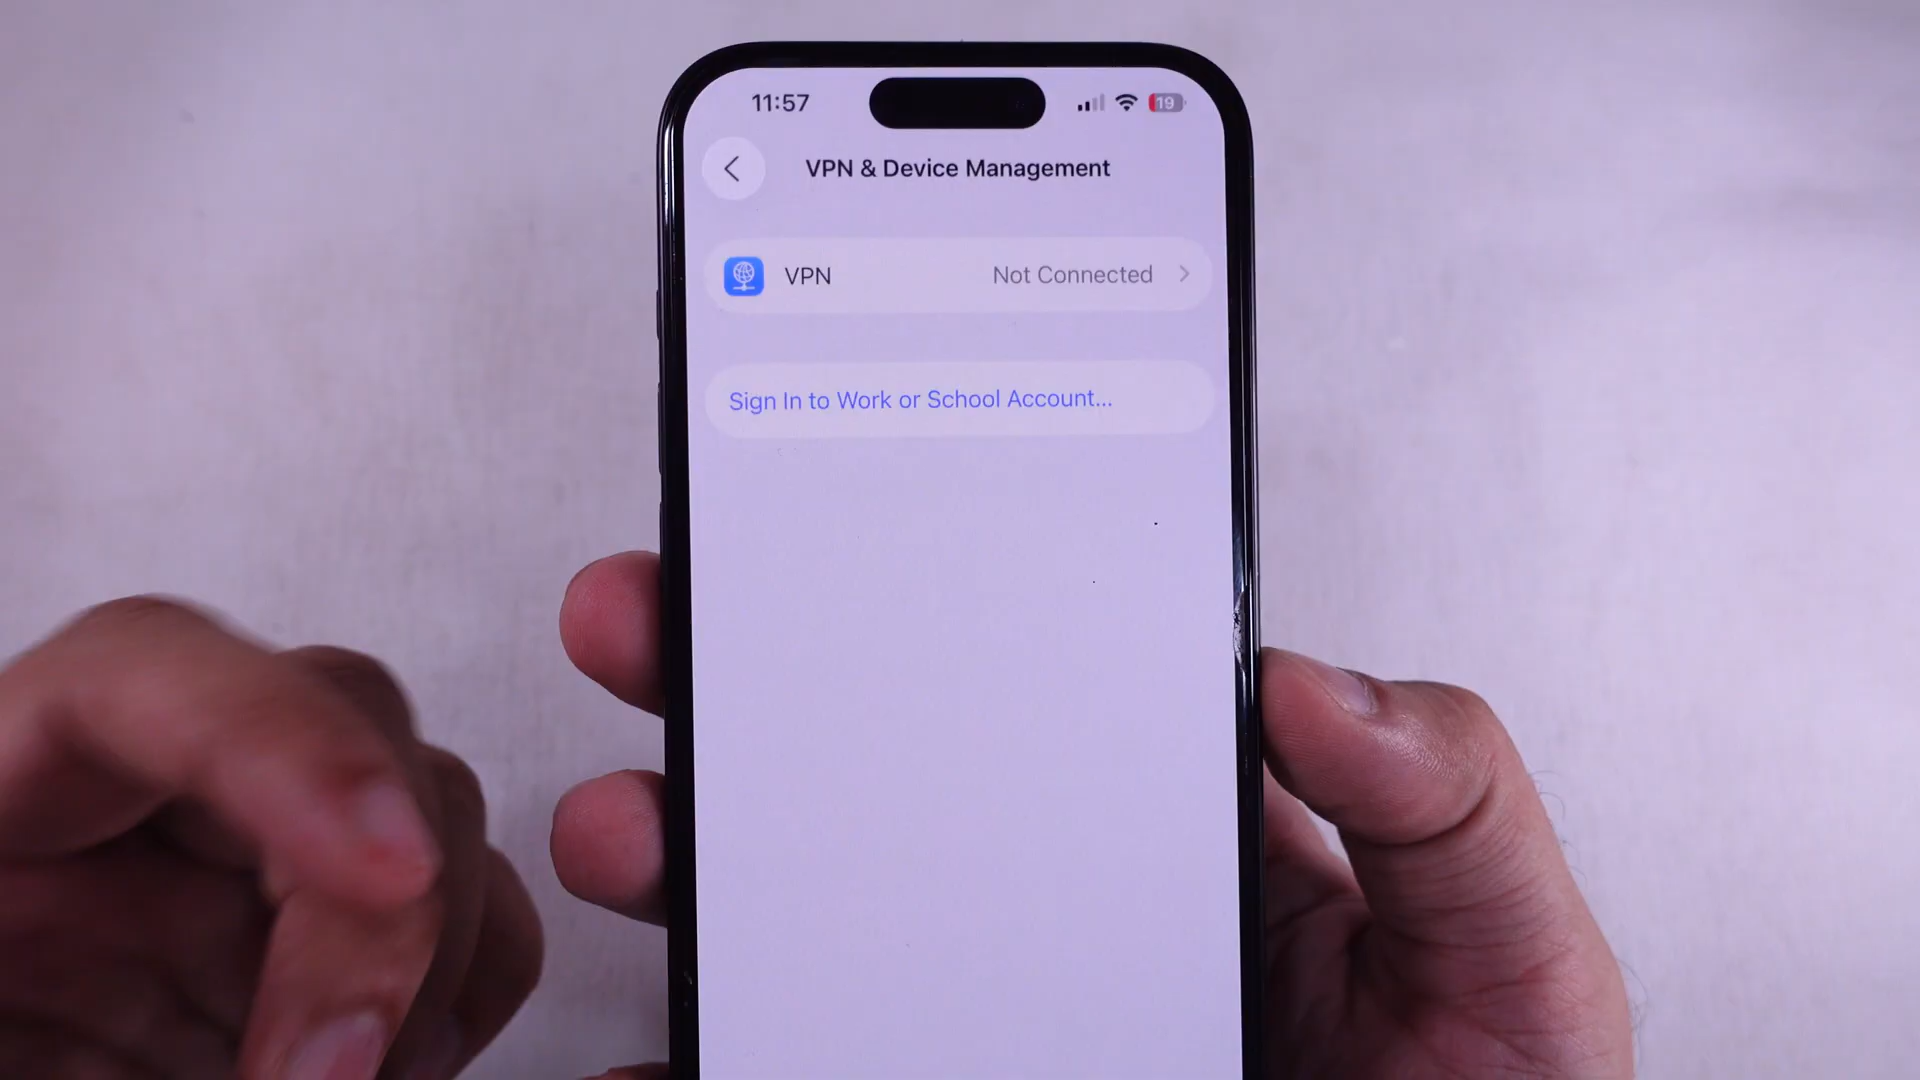 11:57
19
VPN & Device Management
VPN
Not Connected
Sign In to Work or School Account...